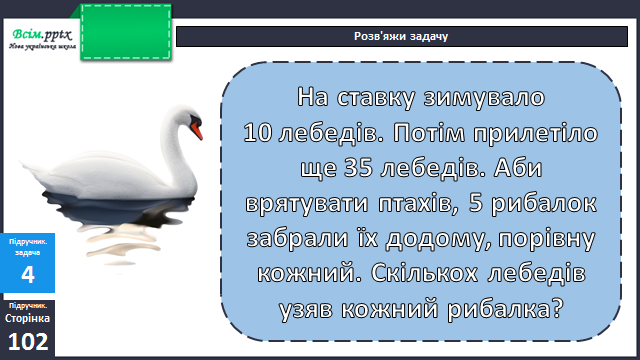 Всім.pptx
Нова українська школа
Розв'яжи задачу
На ставку зимувало
10 лебедів. Потім прилетіло
ще 35 лебедів. Аби
врятувати птахів, 5 рибалок
забрали їх додому, порівну
кожний. Скількох лебедів
узяв кожний рибалка?
Підручник.
задача
4
Підручник.
Сторінка
102